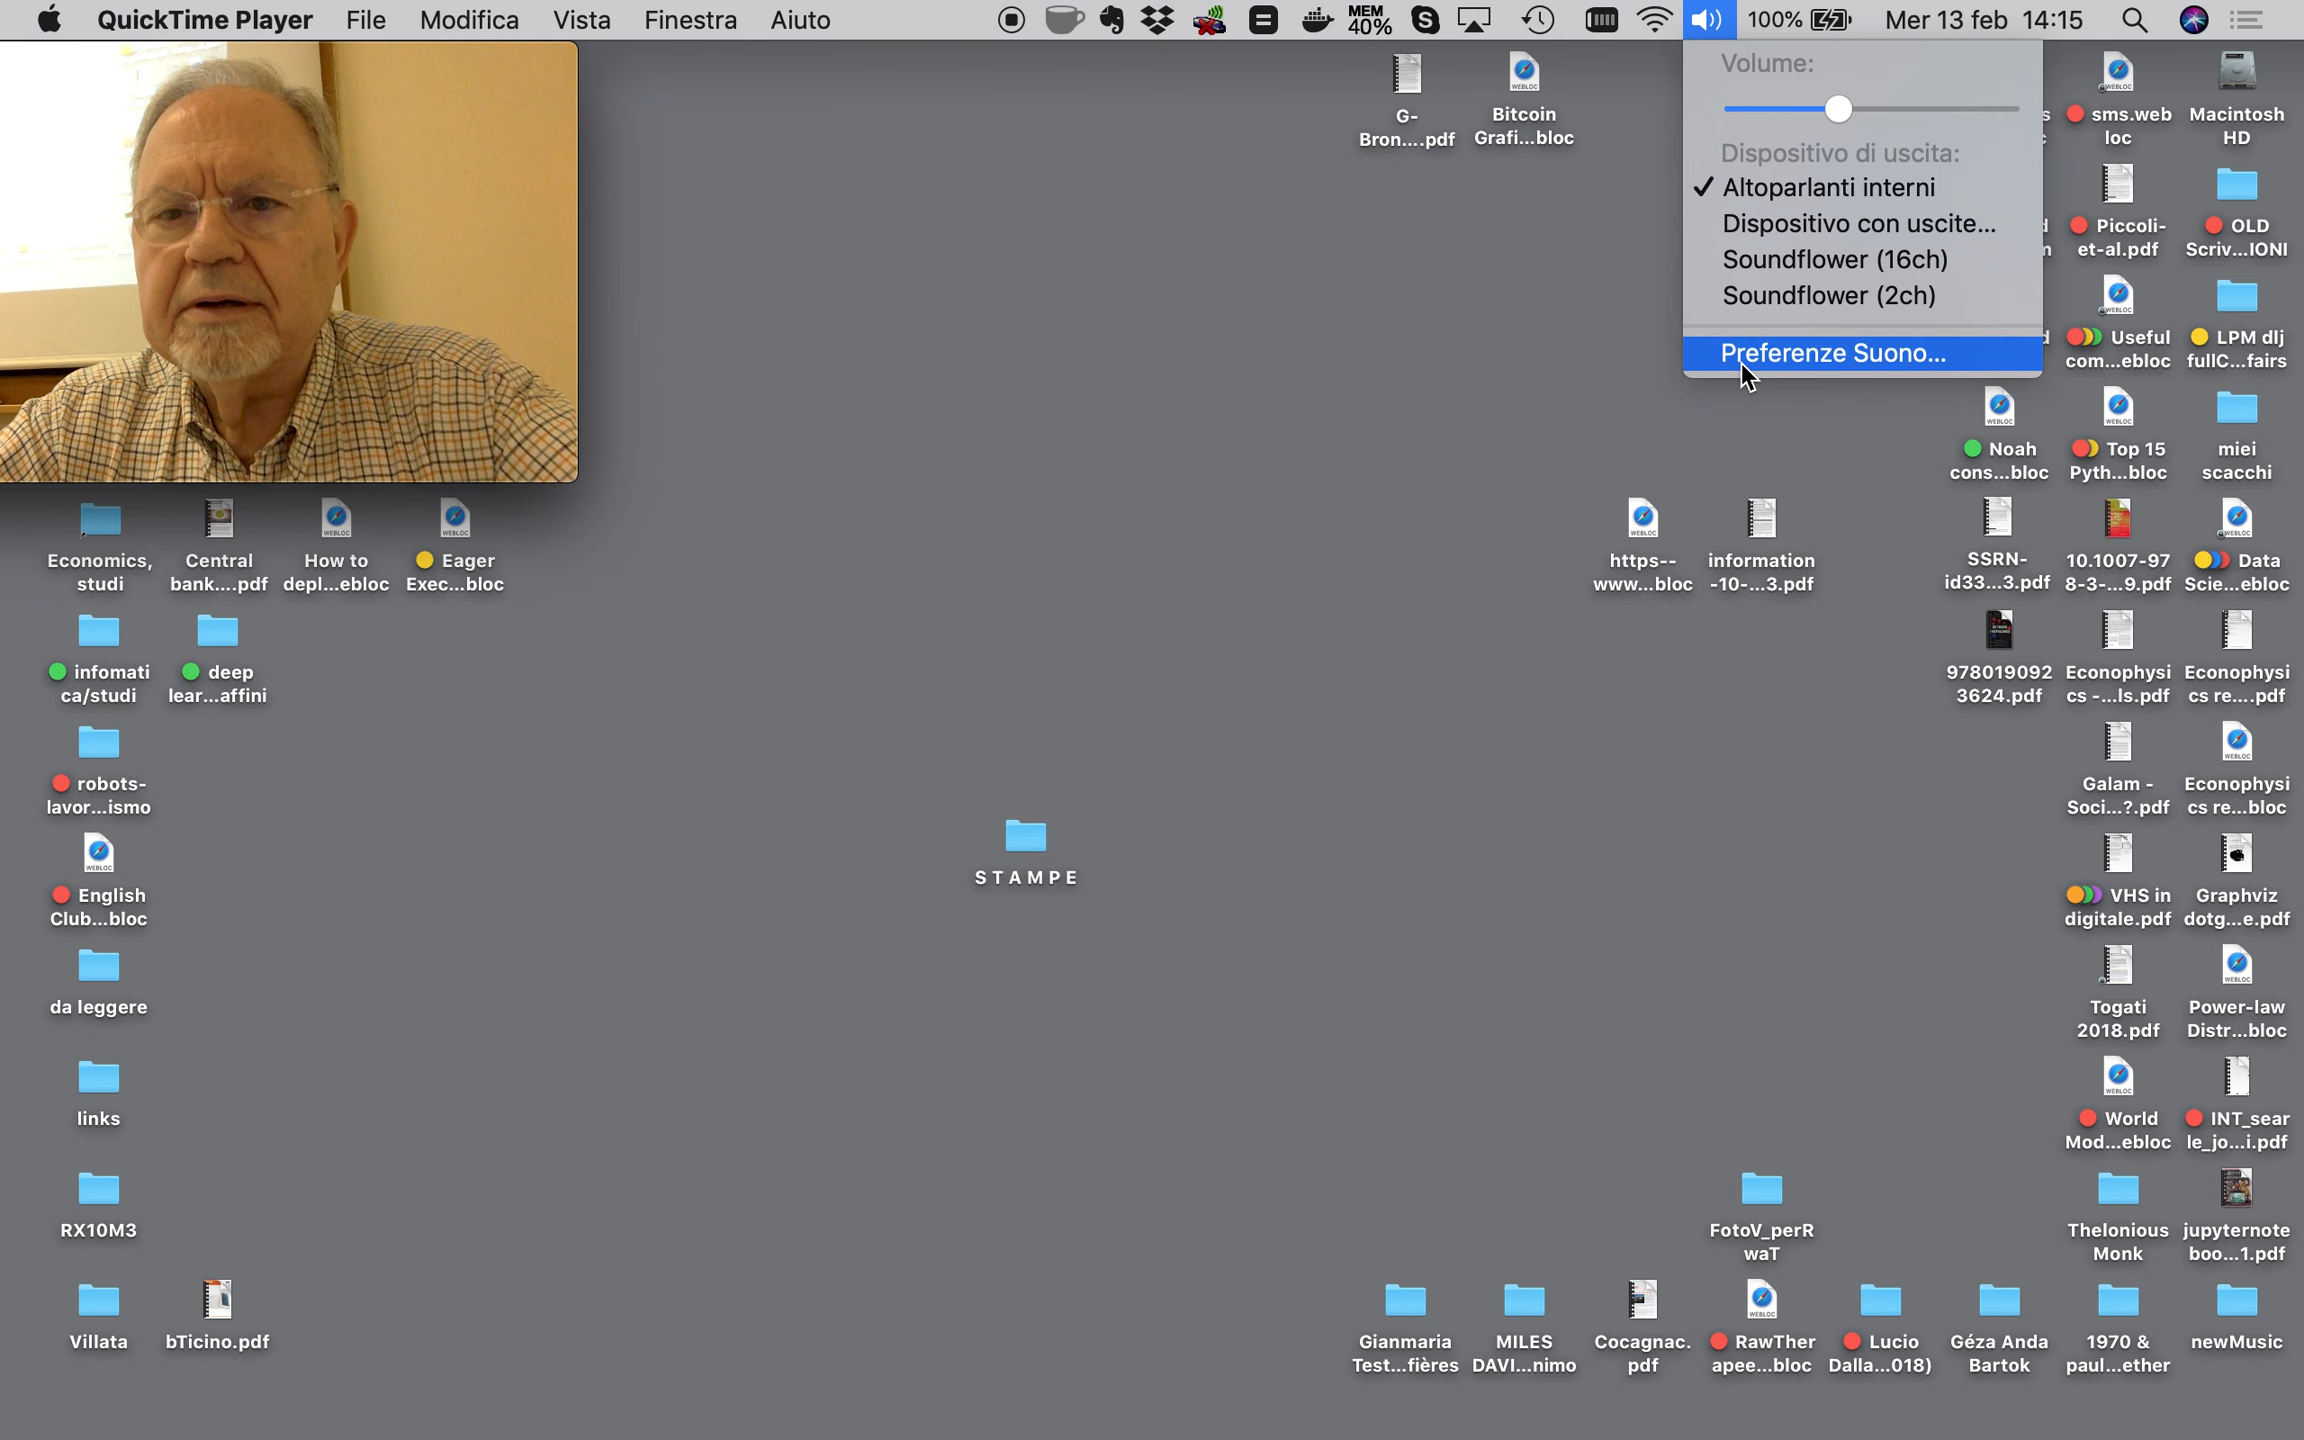 QuickTime Player File Modifica Vista Finestra Aiuto MEM 40% 100% Mer 13 feb 14:15
Volume:
Dispositivo di uscita:
✓ Altoparlanti interni
Dispositivo con uscite...
Soundflower (16ch)
Soundflower (2ch)
Preferenze Suono...
G-
Bron....pdf
Bitcoin
Grafi...bloc
sms.web
loc
Macintosh
HD
Piccoli-
et-al.pdf
OLD
Scriv...IONI
Useful
com...ebloc
LPM dlj
fullC...fairs
Noah
cons...bloc
Top 15
Pyth...bloc
miei
scacchi
Economics,
studi
Central
bank....pdf
How to
depl...ebloc
Eager
Exec...bloc
https--
www...bloc
information
-10-...3.pdf
SSRN-
id33...3.pdf
10.1007-97
8-3-...9.pdf
Data
Scie...ebloc
infomati
ca/studi
deep
lear...affini
978019092
3624.pdf
Econophysi
cs -...ls.pdf
Econophysi
cs re....pdf
robots-
lavor...ismo
Galam -
Soci...?.pdf
Econophysi
cs re...bloc
STAMPE
English
Club...bloc
VHS in
digitale.pdf
Graphviz
dotg...e.pdf
da leggere
Togati
2018.pdf
Power-law
Distr...bloc
links
World
Mod...ebloc
INT_sear
le_jo...i.pdf
RX10M3
FotoV_perR
waT
Thelonious
Monk
jupyternote
boo...1.pdf
Villata
bTicino.pdf
Gianmaria
Test...fières
MILES
DAVI...nimo
Cocagnac.
pdf
RawTher
apee...bloc
Lucio
Dalla...018)
Géza Anda
Bartok
1970 &
paul...ether
newMusic